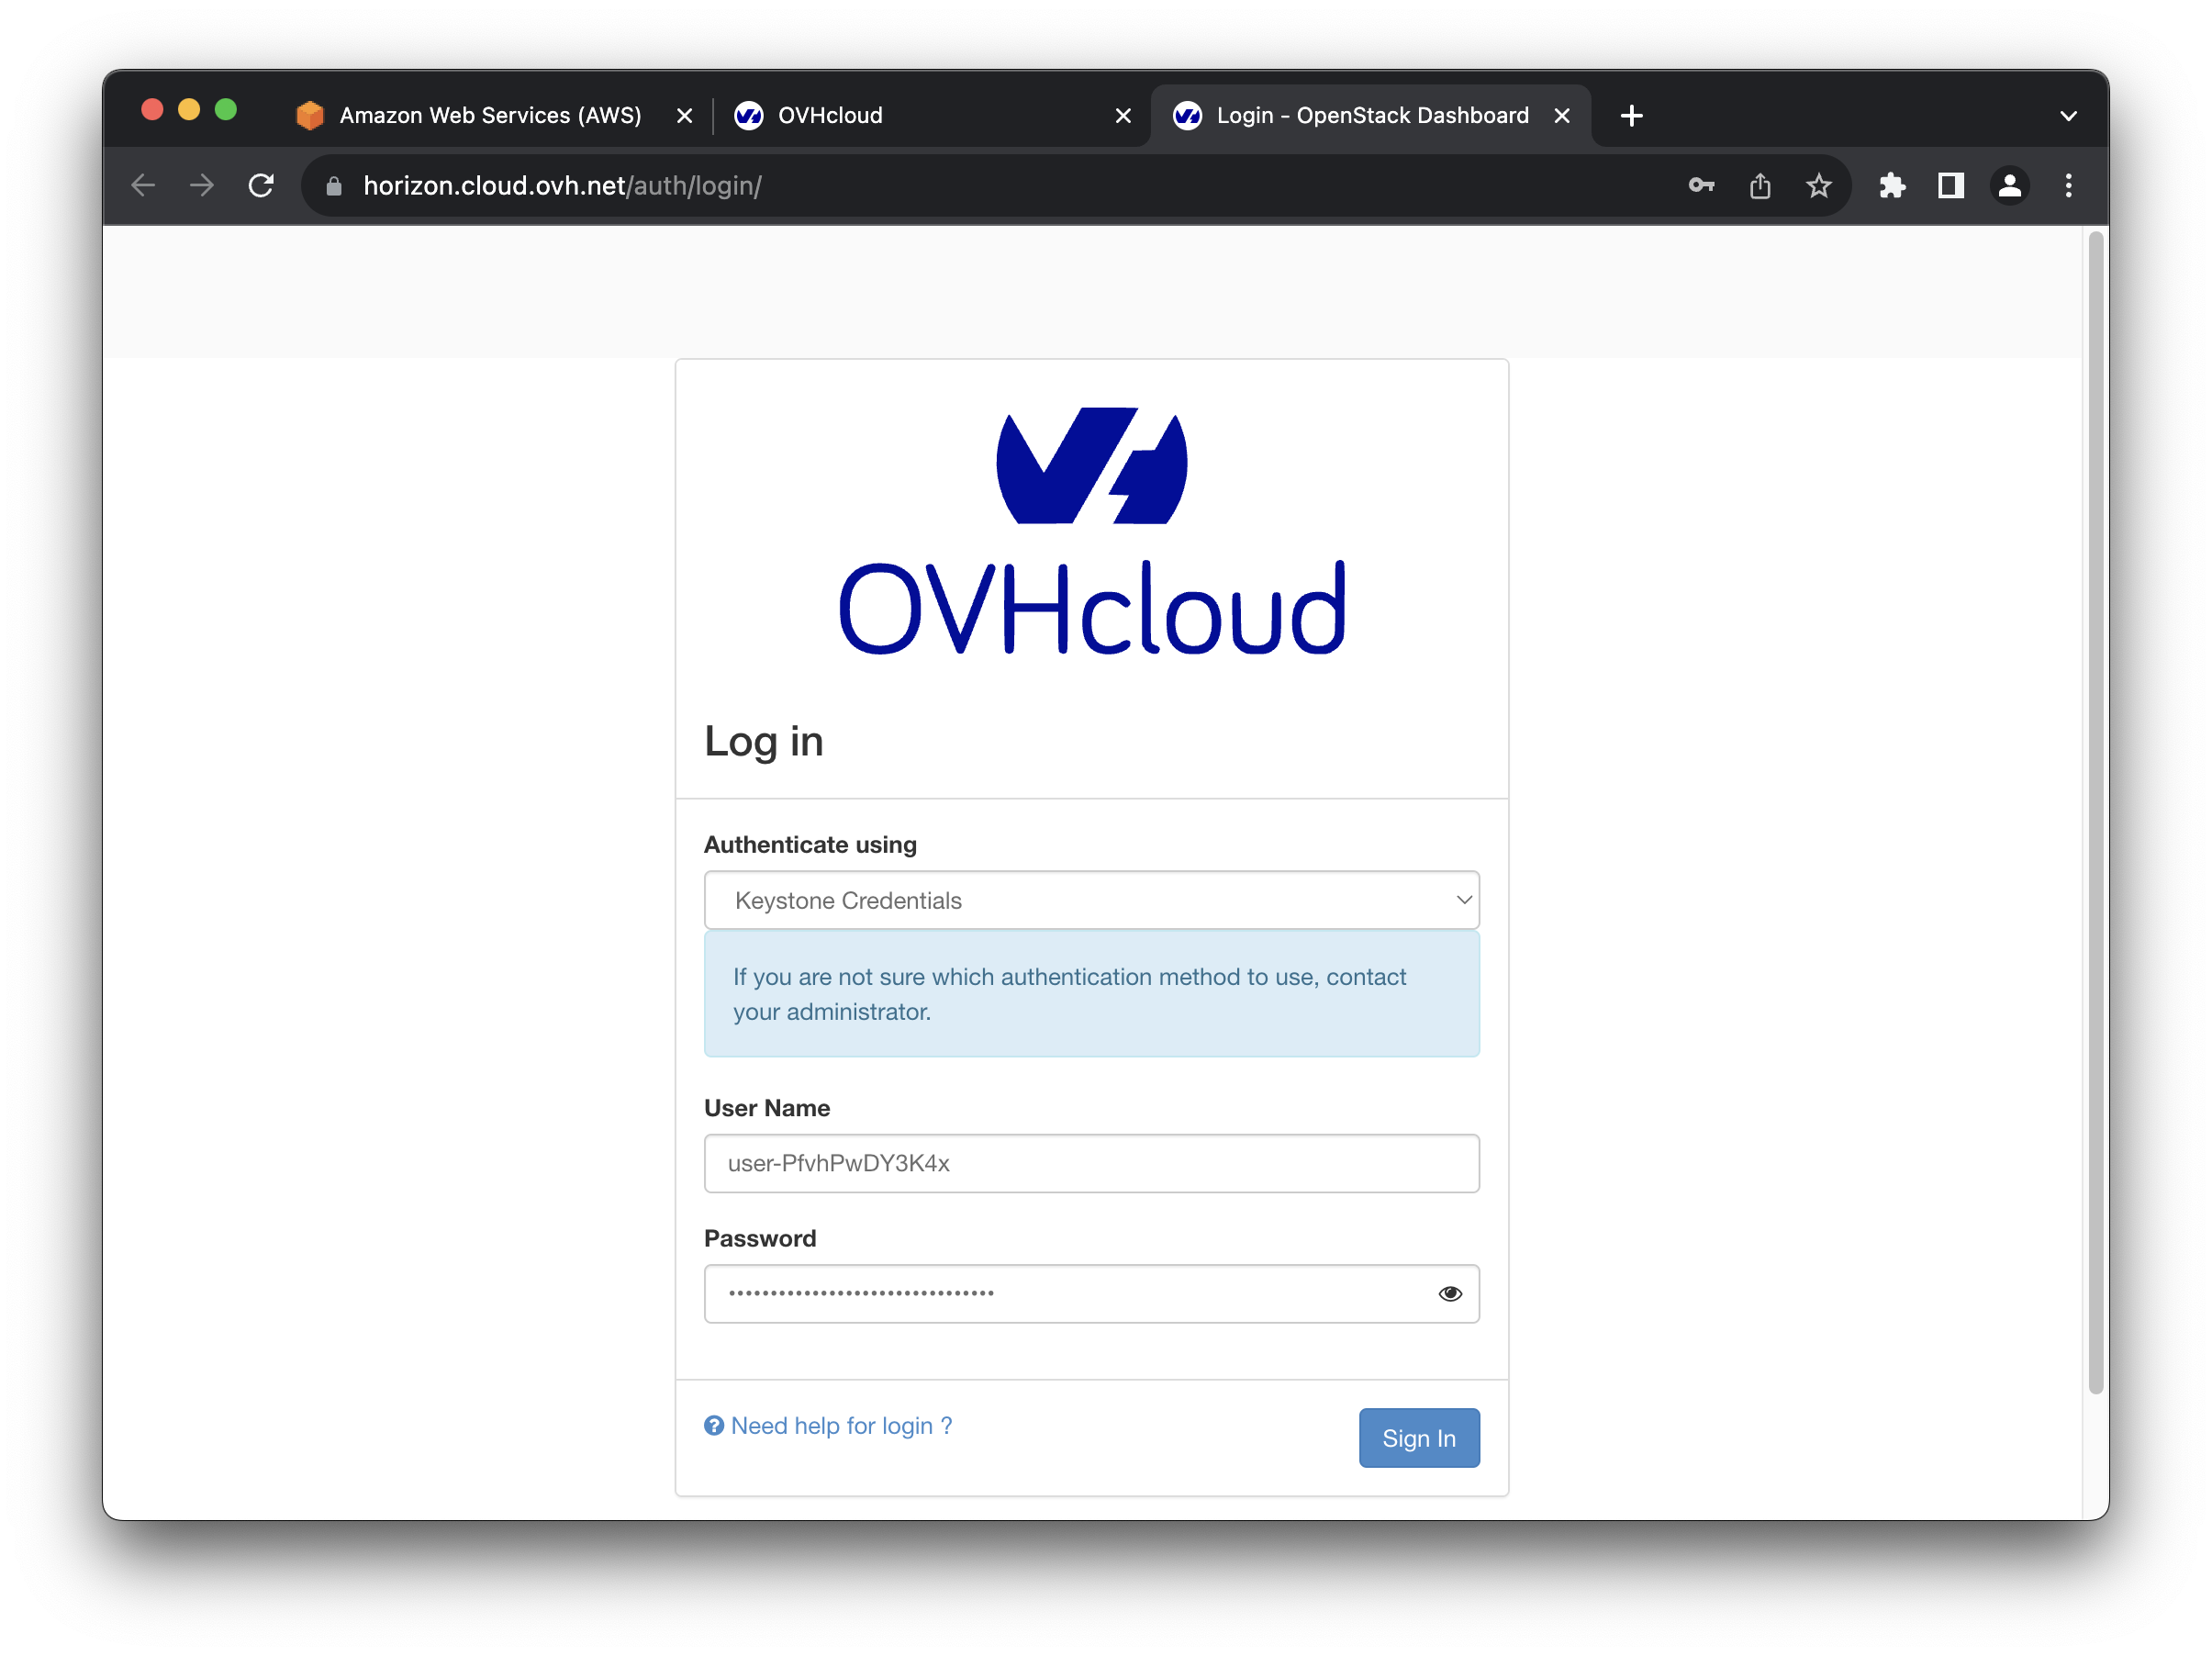 Amazon Web Services (AWS)
OVHcloud
Login - OpenStack Dashboard
horizon.cloud.ovh.net/auth/login/
OVHcloud
Log in
Authenticate using
Keystone Credentials
If you are not sure which authentication method to use, contact
your administrator.
User Name
user-PfvhPwDY3K4x
Password
••••••••••••••••••••••••••••••••
Need help for login ?
Sign In